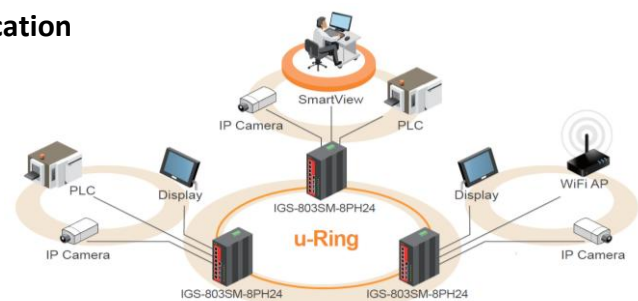 cation
SmartView
IP Camera
PLC
IGS-803SM-8PH24
PLC
Display
IP Camera
u-Ring
Display
WiFi AP
IP Camera
IGS-803SM-8PH24
IGS-803SM-8PH24